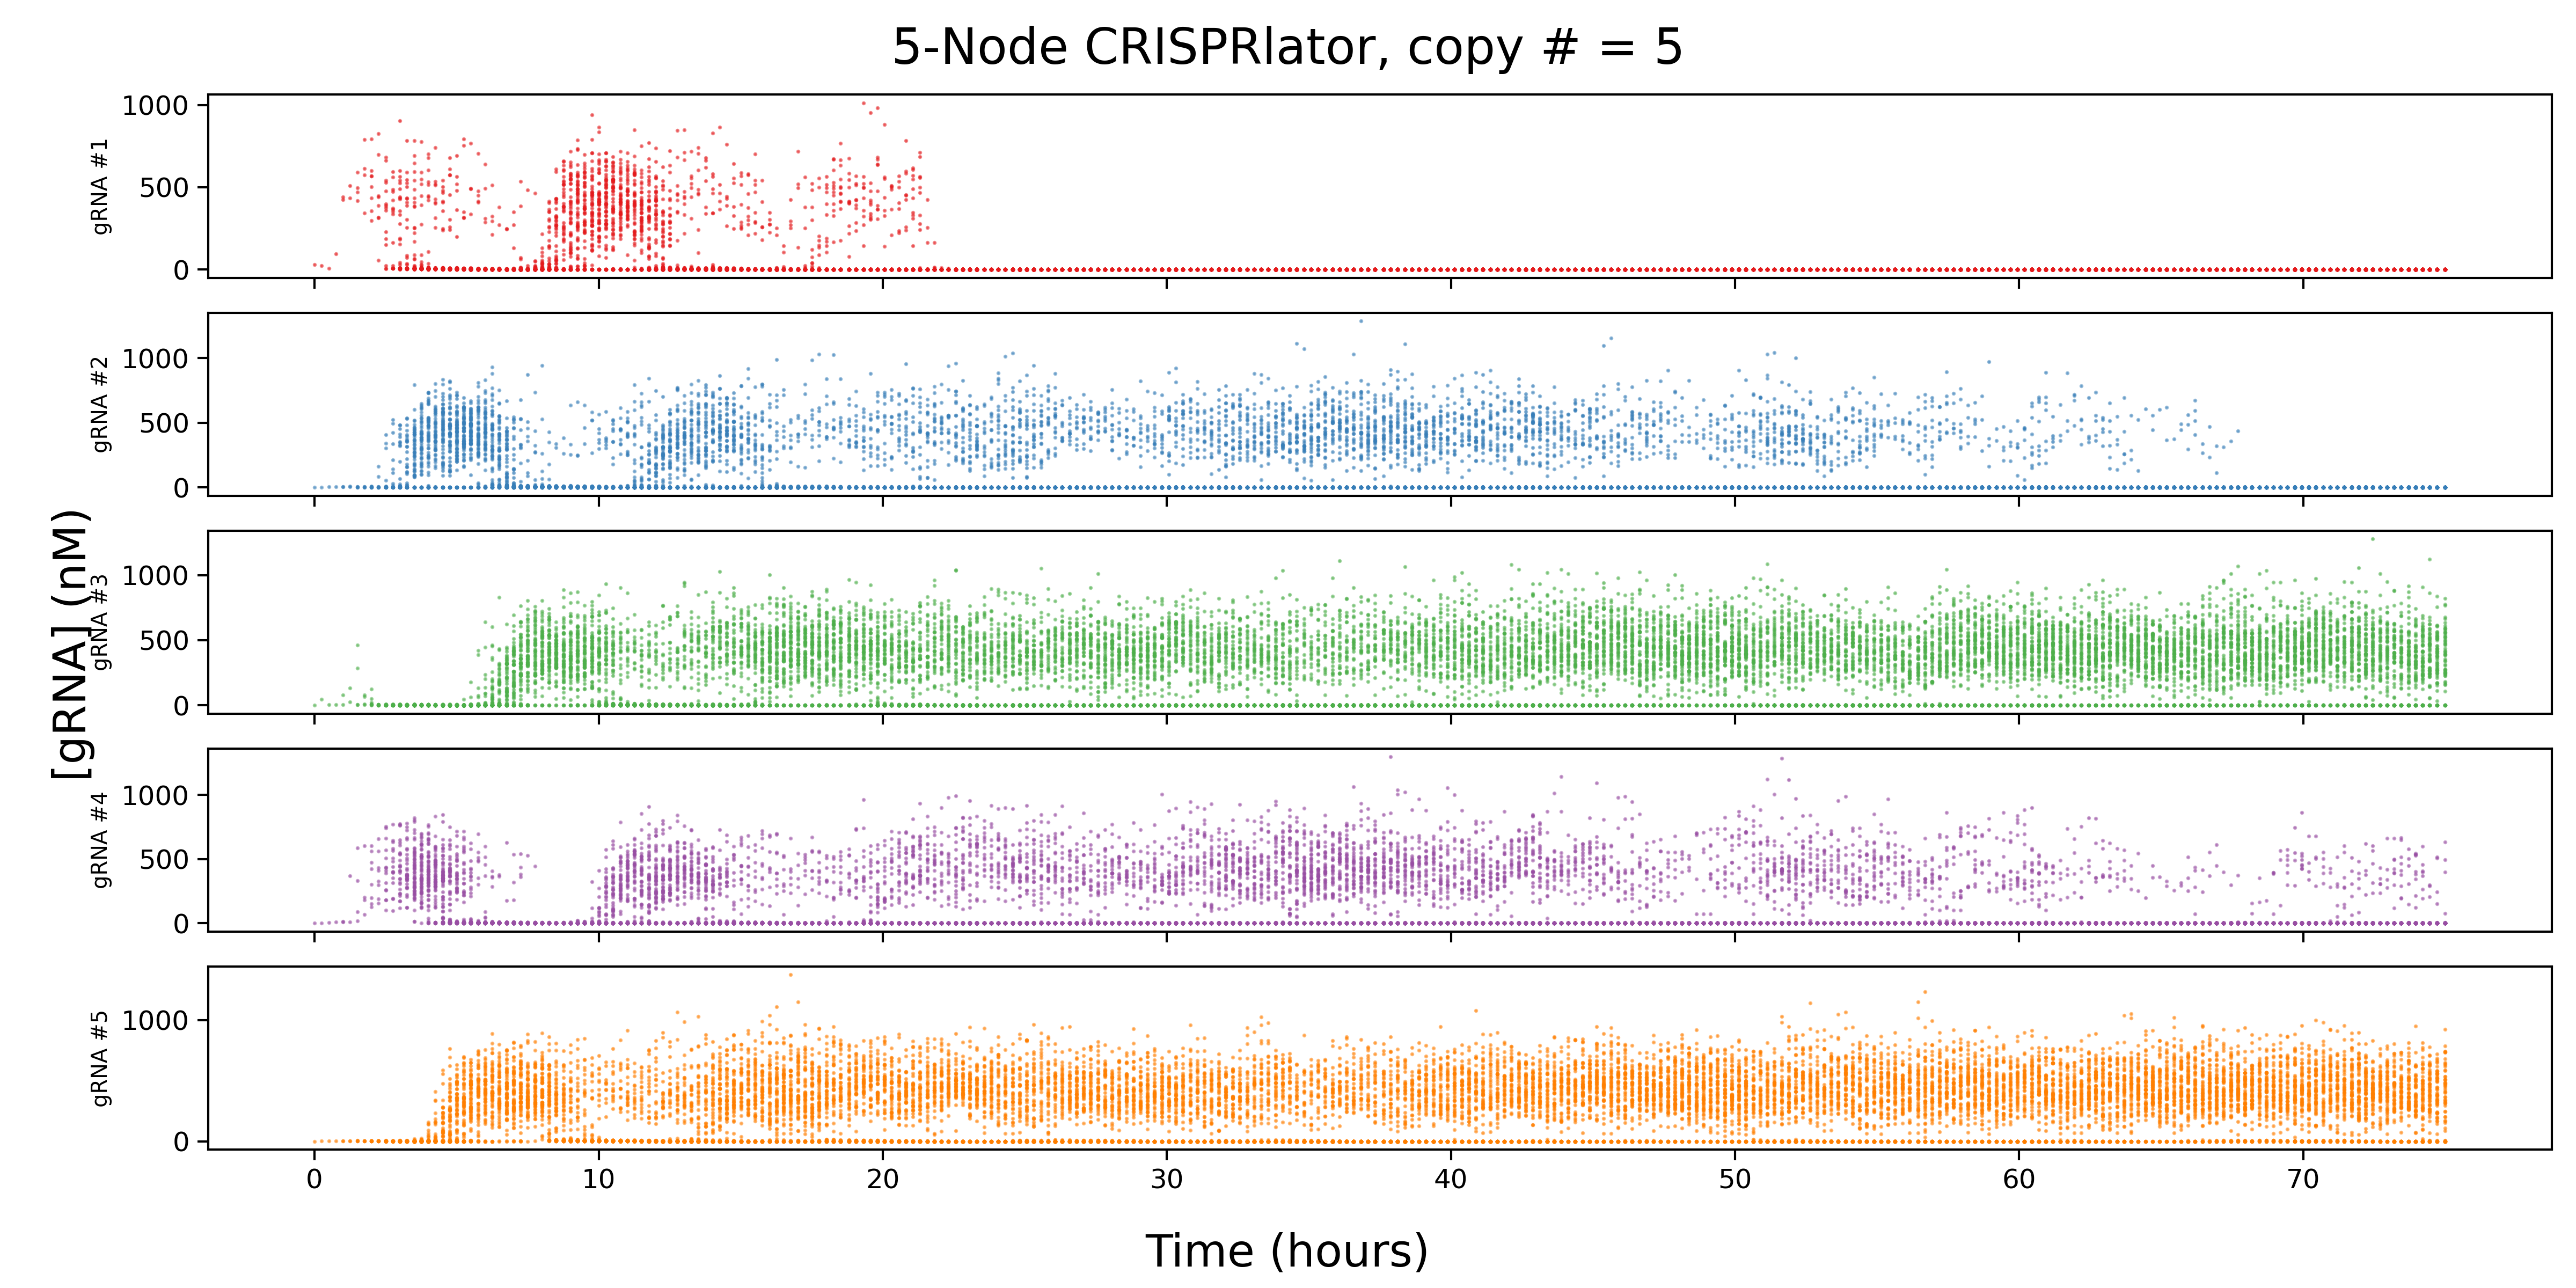 5-Node CRISPRlator, copy # = 5
[gRNA] (nM)
gRNA #1
1000
500
0
gRNA #2
1000
500
0
gRNA #3
1000
500
0
gRNA #4
1000
500
0
gRNA #5
1000
0
0 10 20 30 40 50 60 70
Time (hours)